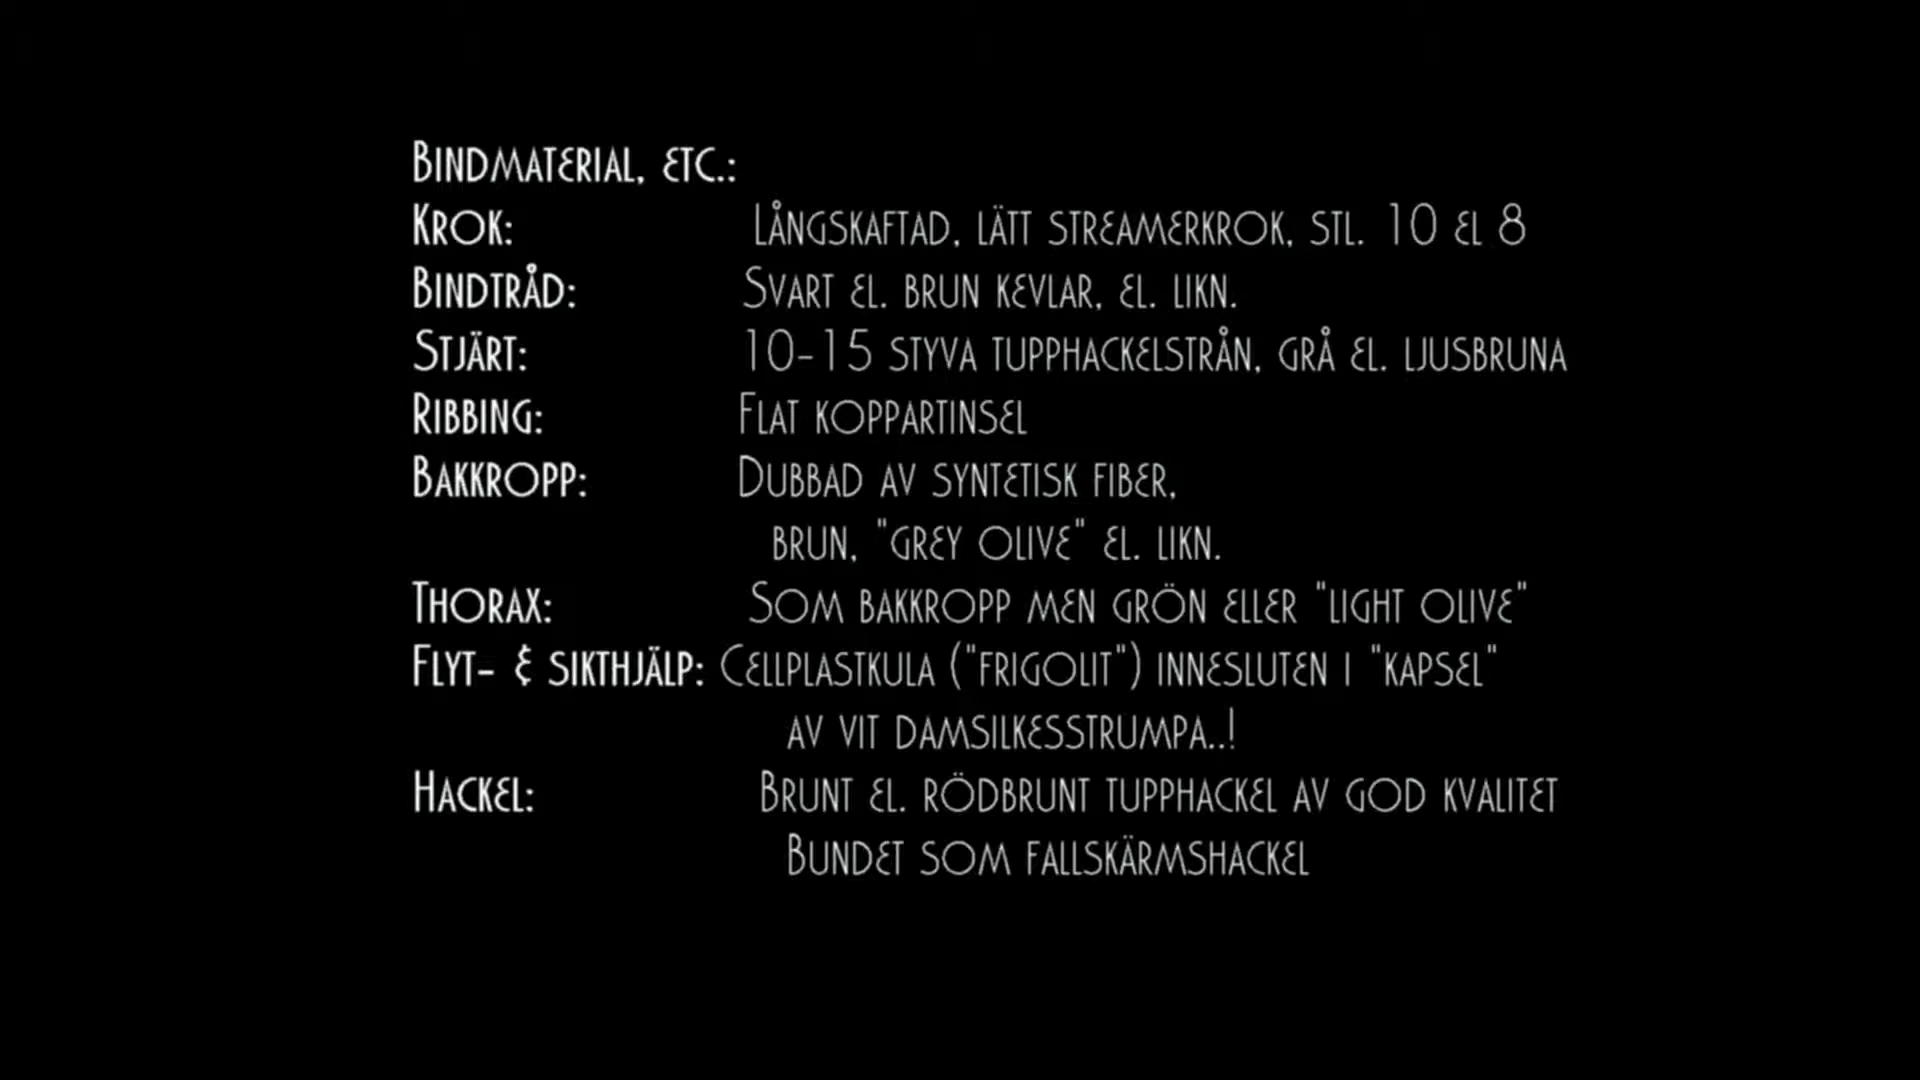 Bindmaterial, etc.:
Krok: Långskaftad, lätt streamerkrok, stl. 10 el 8
Bindtråd: Svart el. brun kevlar, el. likn.
Stjärt: 10-15 styva tupphackelstrån, grå el. ljusbruna
Ribbing: Flat koppartinsel
Bakkropp: Dubbad av syntetisk fiber,
brun, "grey olive" el. likn.
Thorax: Som bakkropp men grön eller "light olive"
Flyt- & sikthjälp: Cellplastkula ("frigolit") innesluten i "kapsel"
av vit damsilkesstrumpa..!
Hackel: Brunt el. rödbrunt tupphackel av god kvalitet
Bundet som fallskärmshackel